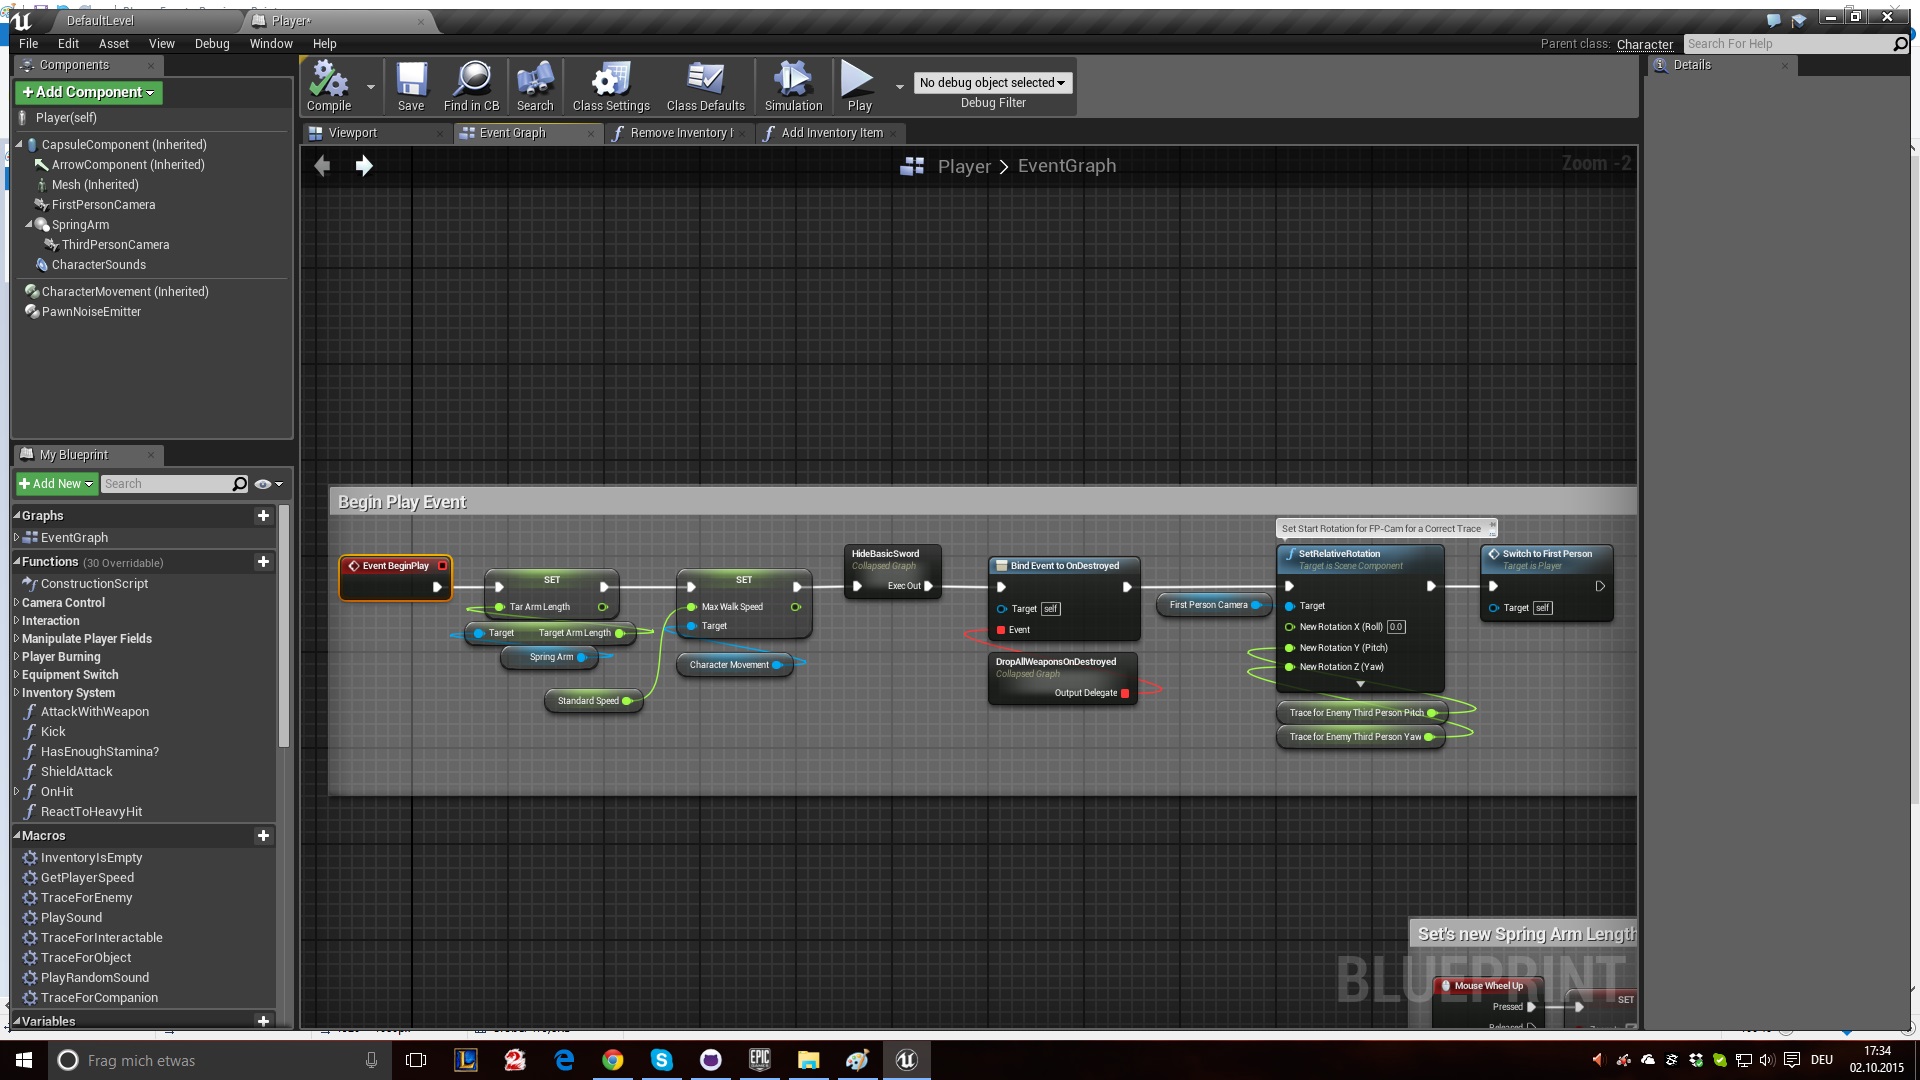 DefaultLevel
Player*
File Edit Asset View Debug Window Help
Parent class: Character
Search For Help
Components
Details
+Add Component
Player(self)
CapsuleComponent (Inherited)
ArrowComponent (Inherited)
Mesh (Inherited)
FirstPersonCamera
SpringArm
ThirdPersonCamera
CharacterSounds
CharacterMovement (Inherited)
PawnNoiseEmitter
Compile
Save
Find in CB
Search
Class Settings
Class Defaults
Simulation
Play
No debug object selected
Debug Filter
Viewport
Event Graph
Remove Inventory I
Add Inventory Item
Player > EventGraph
Zoom -2
My Blueprint
+Add New
Search
Graphs
EventGraph
Functions (30 Overridable)
ConstructionScript
Camera Control
Interaction
Manipulate Player Fields
Player Burning
Equipment Switch
Inventory System
AttackWithWeapon
Kick
HasEnoughStamina?
ShieldAttack
OnHit
ReactToHeavyHit
Macros
InventoryIsEmpty
GetPlayerSpeed
TraceForEnemy
PlaySound
TraceForInteractable
TraceForObject
PlayRandomSound
TraceForCompanion
Variables
Begin Play Event
Event BeginPlay
SET
Tar Arm Length
Target
Target Arm Length
Spring Arm
Standard Speed
SET
Max Walk Speed
Target
Character Movement
HideBasicSword
Collapsed Graph
Exec Out
Bind Event to OnDestroyed
Target self
Event
DropAllWeaponsOnDestroyed
Collapsed Graph
Output Delegate
First Person Camera
Set Start Rotation for FP-Cam for a Correct Trace
SetRelativeRotation
Target is Scene Component
Target
New Rotation X (Roll) 0.0
New Rotation Y (Pitch)
New Rotation Z (Yaw)
Trace for Enemy Third Person Pitch
Trace for Enemy Third Person Yaw
Switch to First Person
Target is Player
Target self
Set's new Spring Arm Length
BLUEPRINT
Mouse Wheel Up
Pressed
Released
SET
Frag mich etwas
EPIC
GAMES
DEU
17:34
02.10.2015